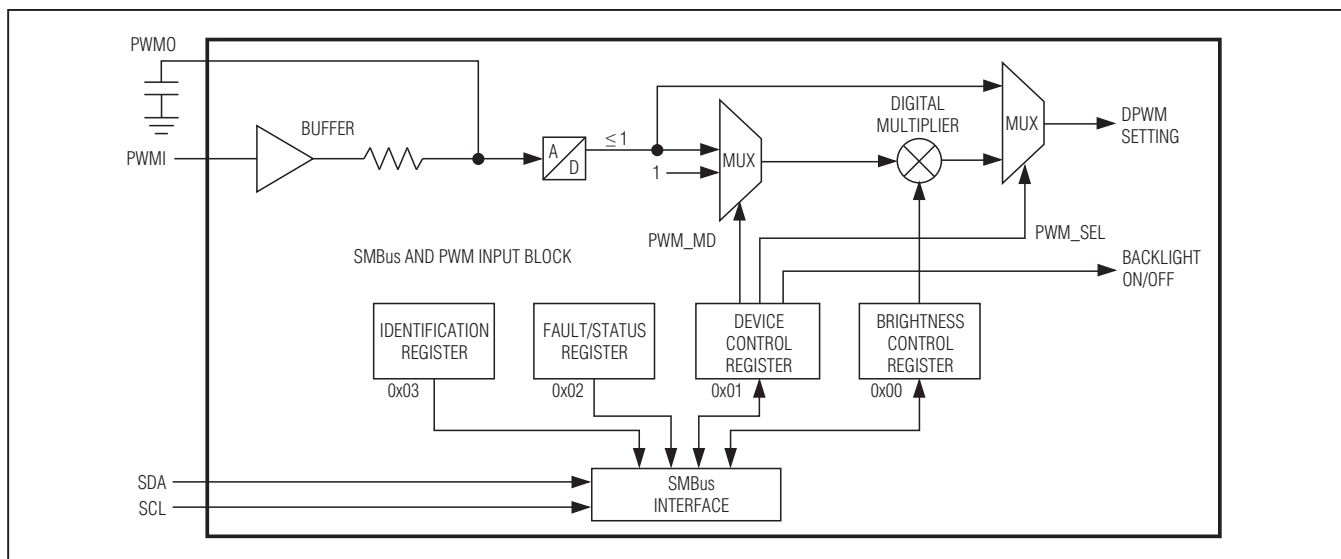 PWMO
BUFFER
PWMI
A
D
≤1
1
MUX
DIGITAL
MULTIPLIER
MUX
DPWM
SETTING
PWM_MD
PWM_SEL
SMBus AND PWM INPUT BLOCK
BACKLIGHT
ON/OFF
IDENTIFICATION
REGISTER
0x03
FAULT/STATUS
REGISTER
0x02
DEVICE
CONTROL
REGISTER
0x01
BRIGHTNESS
CONTROL
REGISTER
0x00
SDA
SCL
SMBus
INTERFACE